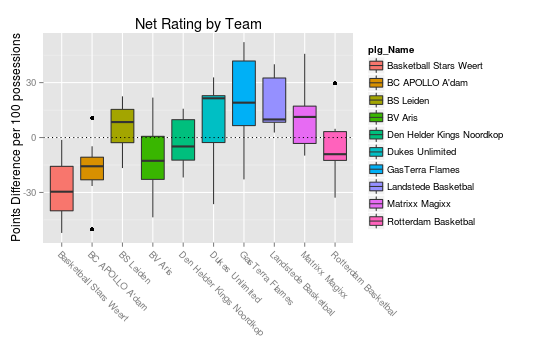 Net Rating by Team
Points Difference per 100 possessions
30
0
-30
Basketball Stars Weert
BC APOLLO A'dam
BS Leiden
BV Aris
Den Helder Kings Noordkop
Dukes Unlimited
GasTerra Flames
Landstede Basketbal
Matrixx Magixx
Rotterdam Basketbal
plg_Name
Basketball Stars Weert
BC APOLLO A'dam
BS Leiden
BV Aris
Den Helder Kings Noordkop
Dukes Unlimited
GasTerra Flames
Landstede Basketbal
Matrixx Magixx
Rotterdam Basketbal